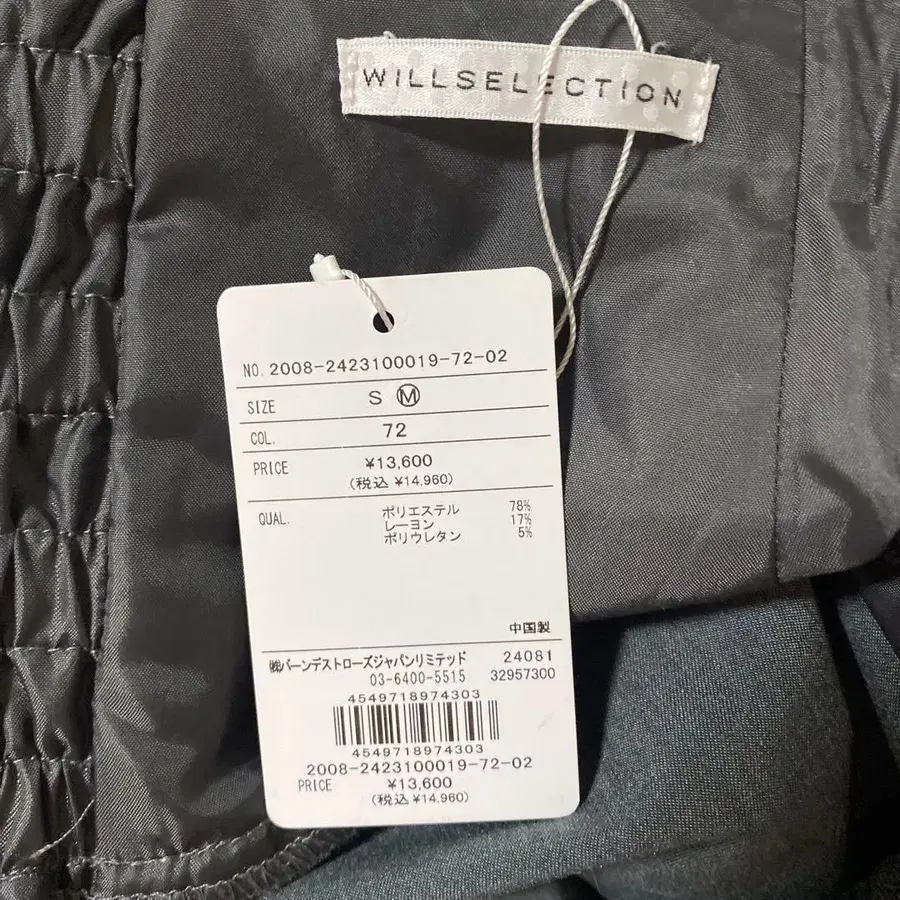 WILLSELECTION
NO. 2008-2423100019-72-02
SIZE S Ⓜ
COL. 72
PRICE ¥13,600
(税込 ¥14,960)
QUAL. ポリエステル 78%
レーヨン 17%
ポリウレタン 5%
中国製
㈱バーンデストローズジャパンリミテッド 24081
03-6400-5515 32957300
4549718974303
4549718974303
2008-2423100019-72-02
PRICE ¥13,600
(税込 ¥14,960)